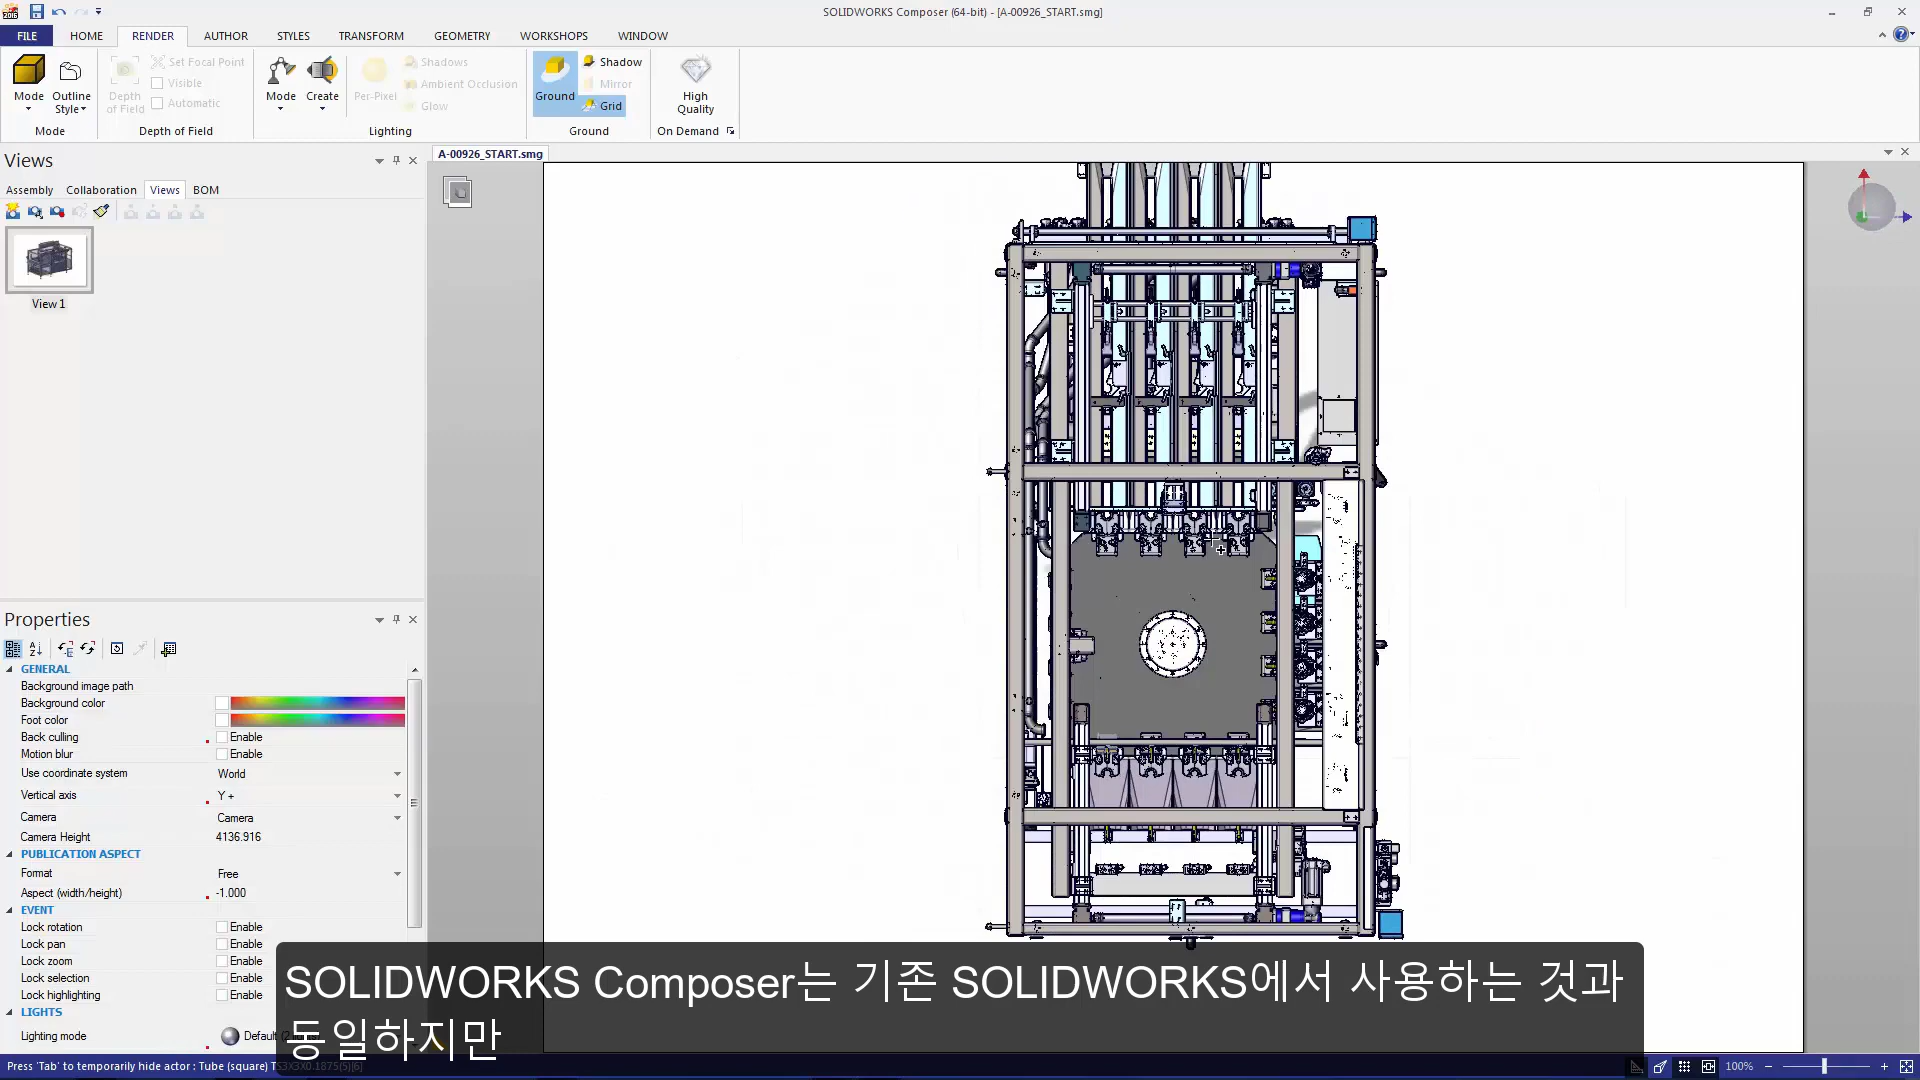 SOLIDWORKS Composer (64-bit) - [A-00926_START.smg]
FILE HOME RENDER AUTHOR STYLES TRANSFORM GEOMETRY WORKSHOPS WINDOW
Mode
Outline Style
Mode
Depth of Field
Set Focal Point
Visible
Automatic
Depth of Field
Mode
Create
Per-Pixel
Shadows
Ambient Occlusion
Glow
Lighting
Ground
Shadow
Mirror
Grid
Ground
High Quality
On Demand
Views
Assembly Collaboration Views BOM
View 1
A-00926_START.smg
Properties
GENERAL
Background image path
Background color
Foot color
Back culling Enable
Motion blur Enable
Use coordinate system World
Vertical axis Y +
Camera Camera
Camera Height 4136.916
PUBLICATION ASPECT
Format Free
Aspect (width/height) -1.000
EVENT
Lock rotation Enable
Lock pan Enable
Lock zoom Enable
Lock selection Enable
Lock highlighting Enable
LIGHTS
Lighting mode Default
SOLIDWORKS Composer는 기존 SOLIDWORKS에서 사용하는 것과
동일하지만
Press 'Tab' to temporarily hide actor : Tube (square) TS3X3X0.1875[5][6]
100%